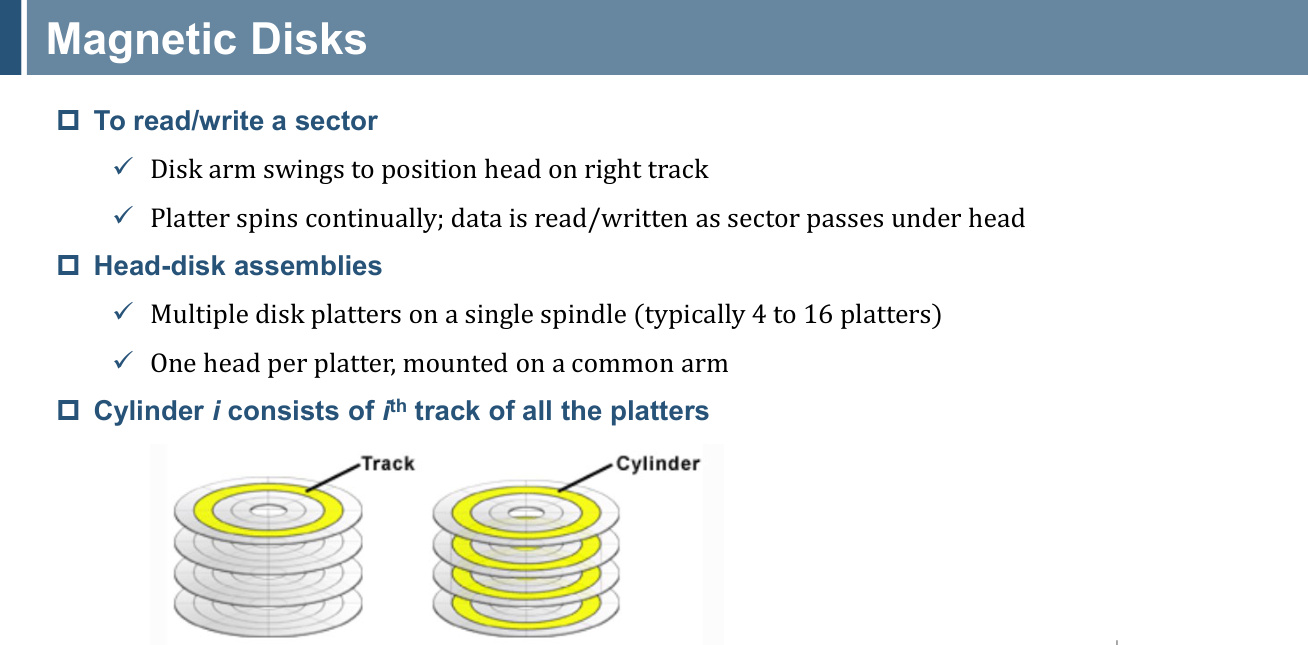 Magnetic Disks
To read/write a sector
✓ Disk arm swings to position head on right track
✓ Platter spins continually; data is read/written as sector passes under head
Head-disk assemblies
✓ Multiple disk platters on a single spindle (typically 4 to 16 platters)
✓ One head per platter, mounted on a common arm
Cylinder i consists of ith track of all the platters
Track
Cylinder